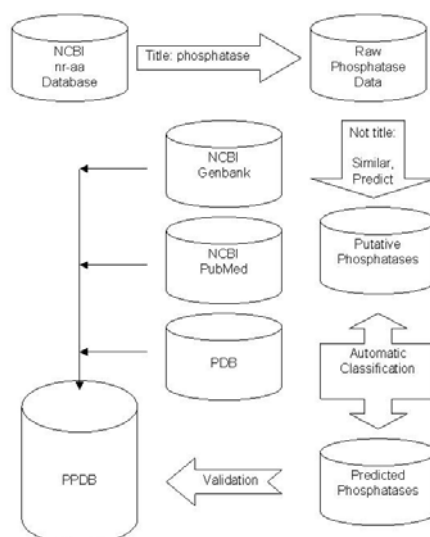 NCBI
nr-aa
Database
Title: phosphatase
Raw
Phosphatase
Data
Not title:
Similar,
Predict
NCBI
Genbank
NCBI
PubMed
Putative
Phosphatases
PDB
Automatic
Classification
PPDB
Validation
Predicted
Phosphatases